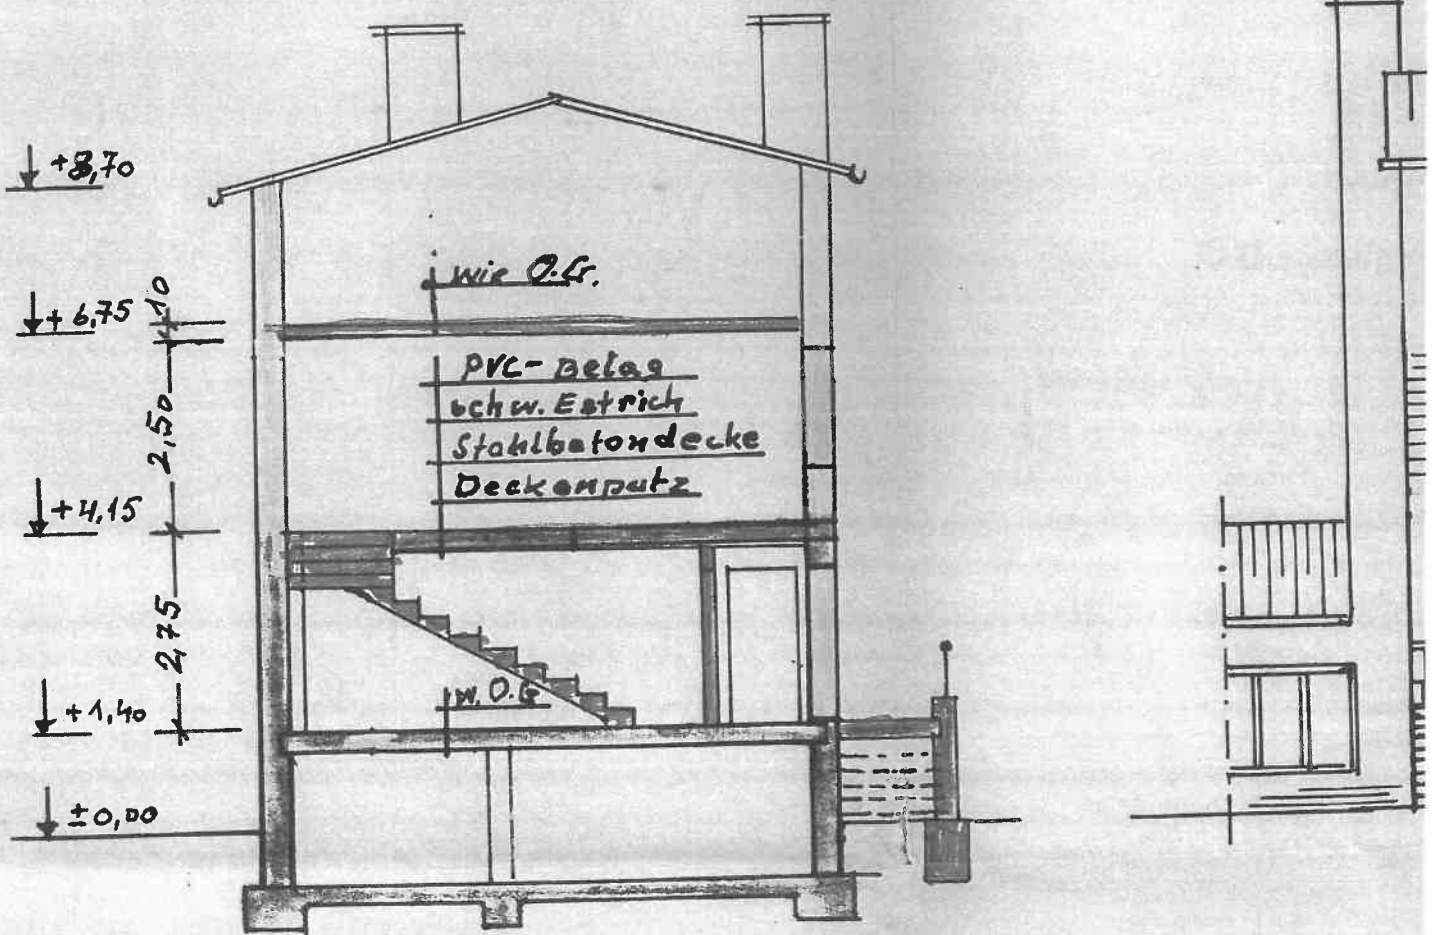 +8,70
wie O.G.
+6,75
10
PVC-Belag
schw. Estrich
Stahlbetondecke
Deckenputz
2,50
+4,15
2,75
w. O.G
+1,40
±0,00